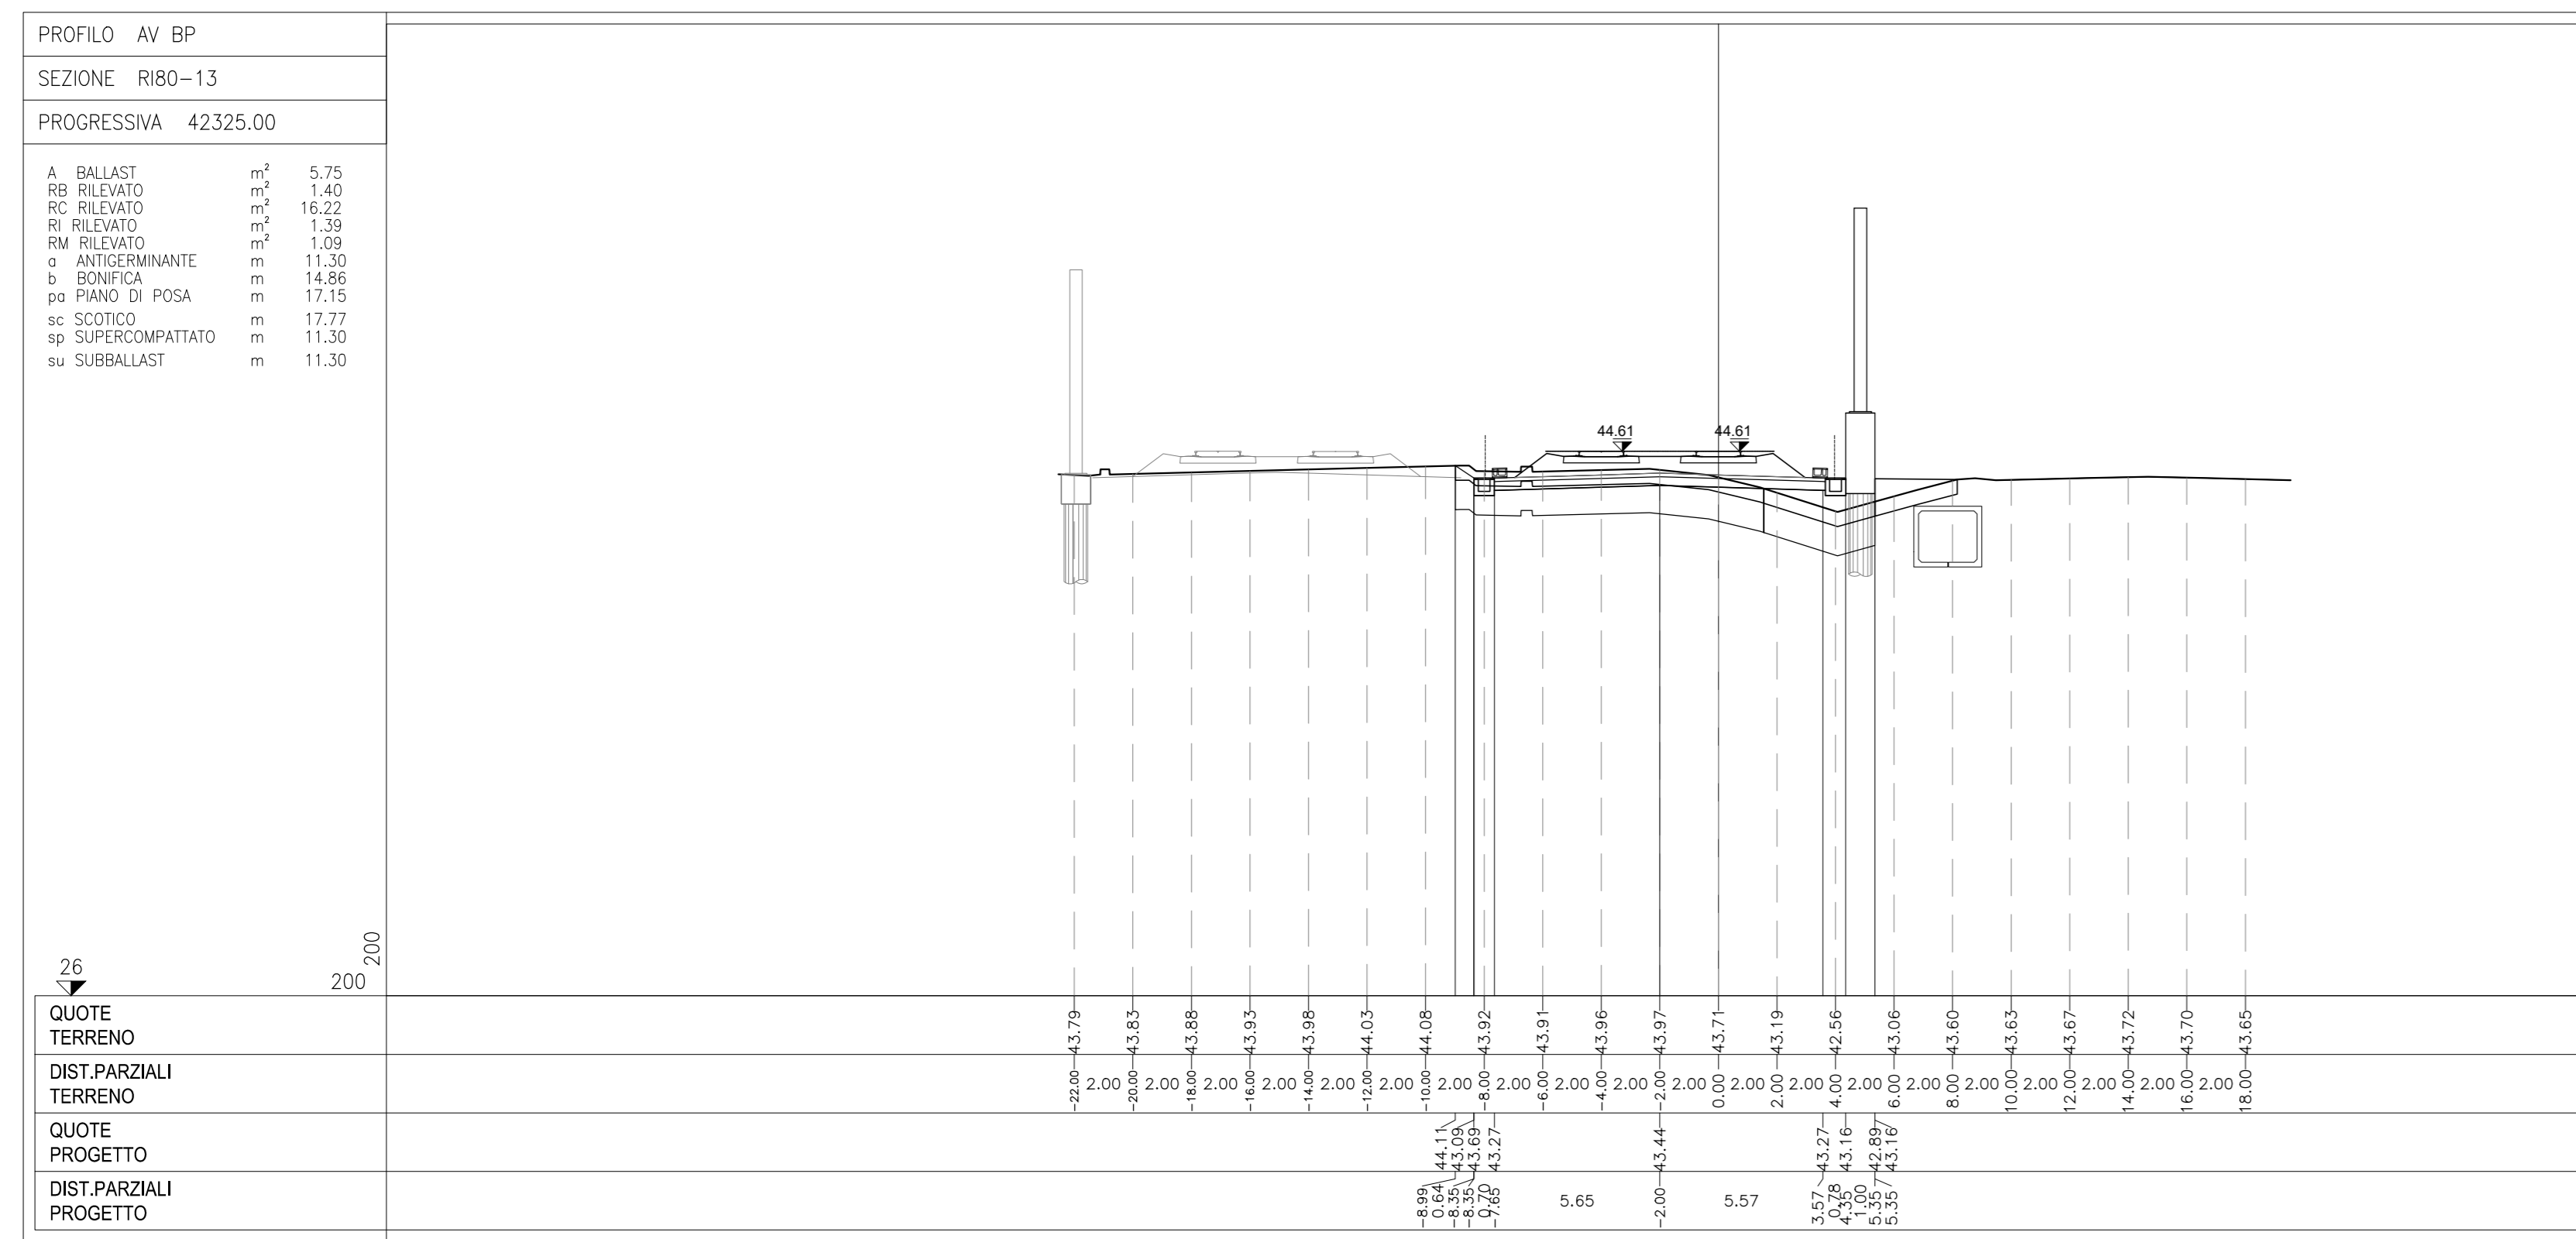 PROFILO AV BP
SEZIONE RI80-13
PROGRESSIVA 42325.00
A BALLAST m² 5.75
RB RILEVATO m² 1.40
RC RILEVATO m² 16.22
RI RILEVATO m² 1.39
RM RILEVATO m² 1.09
a ANTIGERMINANTE m 11.30
b BONIFICA m 14.86
pa PIANO DI POSA m 17.15
sc SCOTICO m 17.77
sp SUPERCOMPATTATO m 11.30
su SUBBALLAST m 11.30
44.61 44.61
26 200 200
QUOTE
TERRENO
43.79 43.83 43.88 43.93 43.98 44.03 44.08 43.92 43.91 43.96 43.97 43.71 43.19 42.56 43.06 43.60 43.63 43.67 43.72 43.70 43.65
DIST.PARZIALI
TERRENO
-22.00 2.00 -20.00 2.00 -18.00 2.00 -16.00 2.00 -14.00 2.00 -12.00 2.00 -10.00 2.00 -8.00 2.00 -6.00 2.00 -4.00 2.00 -2.00 2.00 0.00 2.00 2.00 2.00 4.00 2.00 6.00 2.00 8.00 2.00 10.00 2.00 12.00 2.00 14.00 2.00 16.00 2.00 18.00
QUOTE
PROGETTO
44.11 43.09 43.69 43.27 43.44 43.27 43.16 42.89 43.16
DIST.PARZIALI
PROGETTO
-8.99 0.64 -8.35 -8.35 0.70 -7.65 5.65 -2.00 5.57 3.57 0.78 4.35 1.00 5.35 5.35